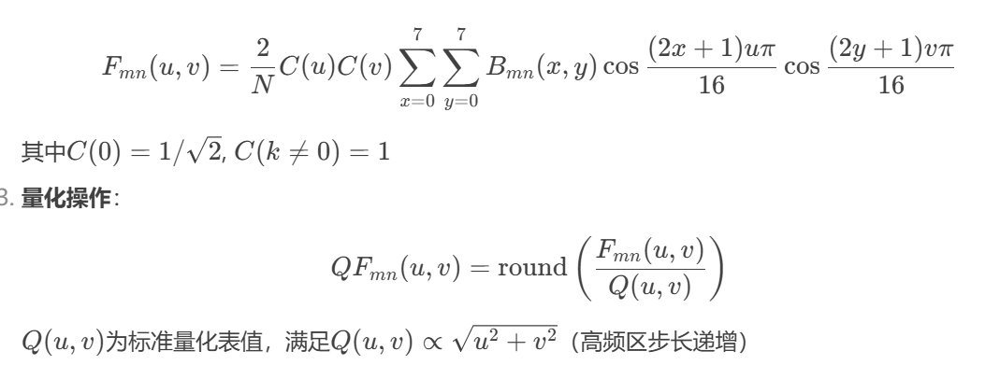 $$F_{mn}(u,v) = \frac{2}{N}C(u)C(v)\sum_{x=0}^{7}\sum_{y=0}^{7}B_{mn}(x,y)\cos\frac{(2x+1)u\pi}{16}\cos\frac{(2y+1)v\pi}{16}$$
其中$C(0)=1/\sqrt{2}, C(k \neq 0)=1$
3. 量化操作:
$$QF_{mn}(u,v) = \text{round}\left(\frac{F_{mn}(u,v)}{Q(u,v)}\right)$$
$Q(u,v)$为标准量化表值，满足$Q(u,v) \propto \sqrt{u^2+v^2}$（高频区步长递增）